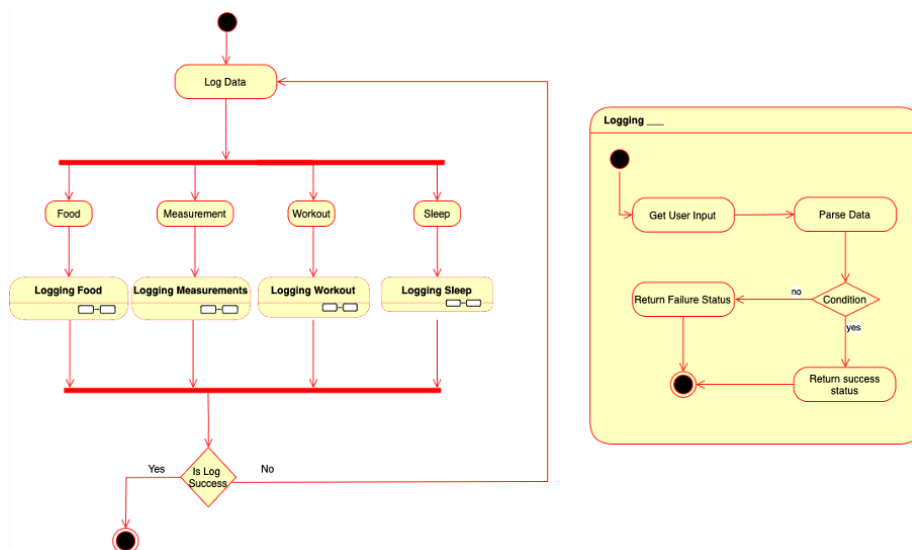 Log Data
Food
Measurement
Workout
Sleep
Logging Food
Logging Measurements
Logging Workout
Logging Sleep
Is Log
Success
Yes
No
Logging ___
Get User Input
Parse Data
Condition
no
yes
Return Failure Status
Return success
status